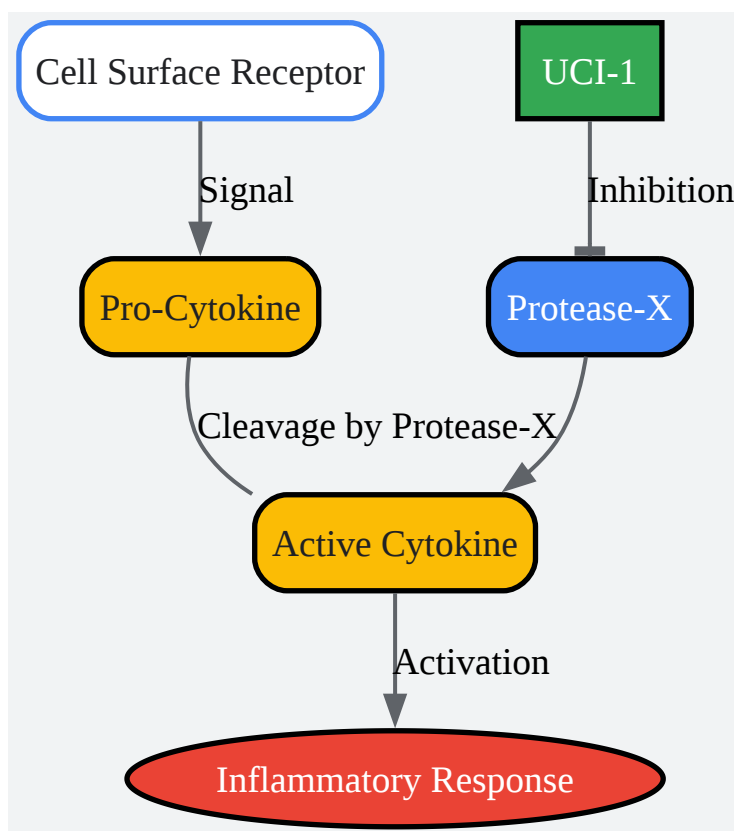 Cell Surface Receptor
UCI-1
Signal
Inhibition
Pro-Cytokine
Protease-X
Cleavage by Protease-X
Active Cytokine
Activation
Inflammatory Response